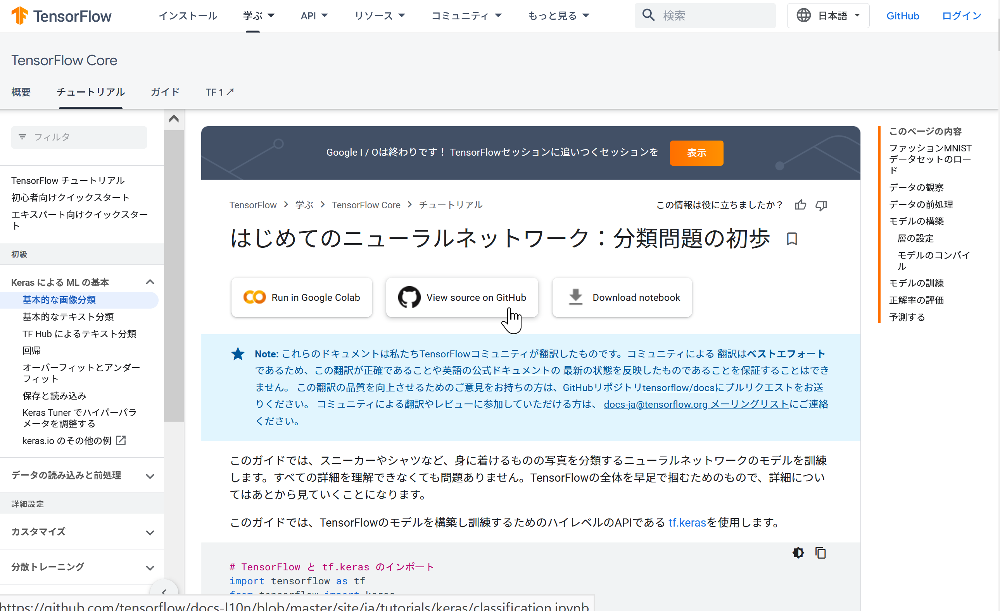 TensorFlow
インストール
学ぶ
API
リソース
コミュニティ
もっと見る
検索
日本語
GitHub
ログイン
TensorFlow Core
概要
チュートリアル
ガイド
TF 1 ↗
フィルタ
TensorFlow チュートリアル
初心者向けクイックスタート
エキスパート向けクイックスター
ト
初級
Keras による ML の基本
基本的な画像分類
基本的なテキスト分類
TF Hub によるテキスト分類
回帰
オーバーフィットとアンダー
フィット
保存と読み込み
Keras Tuner でハイパーパラ
メータを調整する
keras.io のその他の例
データの読み込みと前処理
詳細設定
カスタマイズ
分散トレーニング
Google I / Oは終わりです！ TensorFlowセッションに追いつくセッションを
表示
TensorFlow > 学ぶ > TensorFlow Core > チュートリアル
この情報は役に立ちましたか？
はじめてのニューラルネットワーク：分類問題の初歩
Run in Google Colab
View source on GitHub
Download notebook
Note: これらのドキュメントは私たちTensorFlowコミュニティが翻訳したものです。コミュニティによる 翻訳はベストエフォート
であるため、この翻訳が正確であることや英語の公式ドキュメントの 最新の状態を反映したものであることを保証することはでき
ません。 この翻訳の品質を向上させるためのご意見をお持ちの方は、GitHubリポジトリtensorflow/docsにプルリクエストをお送
りください。 コミュニティによる翻訳やレビューに参加していただける方は、 docs-ja@tensorflow.org メーリングリストにご連絡
ください。
このガイドでは、スニーカーやシャツなど、身に着けるものの写真を分類するニューラルネットワークのモデルを訓練
します。すべての詳細を理解できなくても問題ありません。TensorFlowの全体を早足で掴むためのもので、詳細につい
てはあとから見ていくことになります。
このガイドでは、TensorFlowのモデルを構築し訓練するためのハイレベルのAPIである tf.kerasを使用します。
# TensorFlow と tf.keras のインポート
import tensorflow as tf
from tensorflow import keras
このページの内容
ファッションMNIST
データセットのロー
ド
データの観察
データの前処理
モデルの構築
層の設定
モデルのコンパイ
ル
モデルの訓練
正解率の評価
予測する
https://github.com/tensorflow/docs-l10n/blob/master/site/ja/tutorials/keras/classification.ipynb